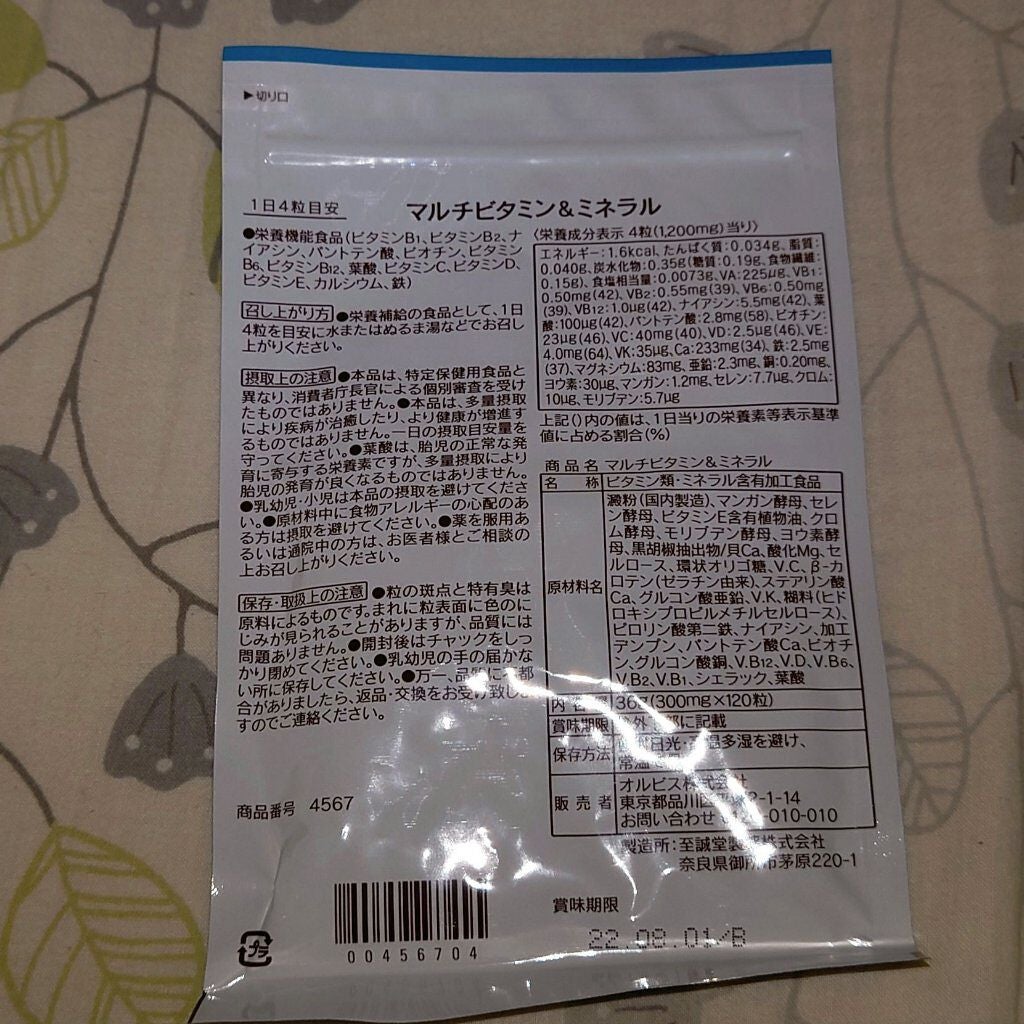 ▶切り口
1日4粒目安
マルチビタミン&ミネラル
●栄養機能食品(ビタミンB1、ビタミンB2、ナ
イアシン、パントテン酸、ビオチン、ビタミン
B6、ビタミンB12、葉酸、ビタミンC、ビタミンD、
ビタミンE、カルシウム、鉄)
召し上がり方 ●栄養補給の食品として、1日
4粒を目安に水またはぬるま湯などでお召し
上がりください。
摂取上の注意 ●本品は、特定保健用食品と
異なり、消費者庁長官による個別審査を受け
たものではありません。●本品は、多量摂取
により疾病が治癒したり、より健康が増進す
るものではありません。一日の摂取目安量を
守ってください。●葉酸は、胎児の正常な発
育に寄与する栄養素ですが、多量摂取により
胎児の発育が良くなるものではありません。
●乳幼児・小児は本品の摂取を避けてくださ
い。●原材料中に食物アレルギーの心配のあ
る方は摂取を避けてください。●薬を服用ある
いは通院中の方は、お医者様とご相談の
上お召し上がりください。
保存・取扱上の注意 ●粒の斑点と特有臭は
原料によるものです。まれに粒表面に色のに
じみが見られることがありますが、品質には
問題ありません。●開封後はチャックをしっ
かり閉めてください。●乳幼児の手の届かな
い所に保存してください。●万一、品質に不都
合がありましたら、返品・交換をお受け致しま
すのでご連絡ください。
商品番号 4567
00456704
プラ
〈栄養成分表示 4粒(1,200mg)当り〉
エネルギー:1.6kcal、たんぱく質:0.034g、脂質:
0.040g、炭水化物:0.35g(糖質:0.19g、食物繊維:
0.15g)、食塩相当量:0.0073g、VA:225μg、VB1:
0.50mg(42)、VB2:0.55mg(39)、VB6:0.50mg
(39)、VB12:1.0μg(42)、ナイアシン:5.5mg(42)、葉
酸:100μg(42)、パントテン酸:2.8mg(58)、ビオチン:
23μg(46)、VC:40mg(40)、VD:2.5μg(46)、VE:
4.0mg(64)、VK:35μg、Ca:233mg(34)、鉄:2.5mg
(37)、マグネシウム:83mg、亜鉛:2.3mg、銅:0.20mg、
ヨウ素:30μg、マンガン:1.2mg、セレン:7.7μg、クロム:
10μg、モリブデン:5.7μg
上記()内の値は、1日当りの栄養素等表示基準
値に占める割合(%)
商品名 マルチビタミン&ミネラル
名称 ビタミン類・ミネラル含有加工食品
原材料名 澱粉(国内製造)、マンガン酵母、セレ
ン酵母、ビタミンE含有植物油、クロ
ム酵母、モリブデン酵母、ヨウ素酵
母、黒胡椒抽出物/貝Ca、酸化Mg、セ
ルロース、環状オリゴ糖、V.C、β-カ
ロテン(ゼラチン由来)、ステアリン酸
Ca、グルコン酸亜鉛、V.K、糊料(ヒド
ロキシプロピルメチルセルロース)、
ピロリン酸第二鉄、ナイアシン、加工
デンプン、パントテン酸Ca、ビオチ
ン、グルコン酸銅、V.B12、V.D、V.B6、
V.B2、V.B1、シェラック、葉酸
内 36g(300mg×120粒)
賞味期限 に記載
保存方法 日光・ 多湿を避け、
常温
販売者 オルビス株式会社
東京都品川区 2-1-14
お問い合わせ -010-010
製造所:至誠堂製 株式会社
奈良県御所市茅原220-1
賞味期限
22.08.01/B